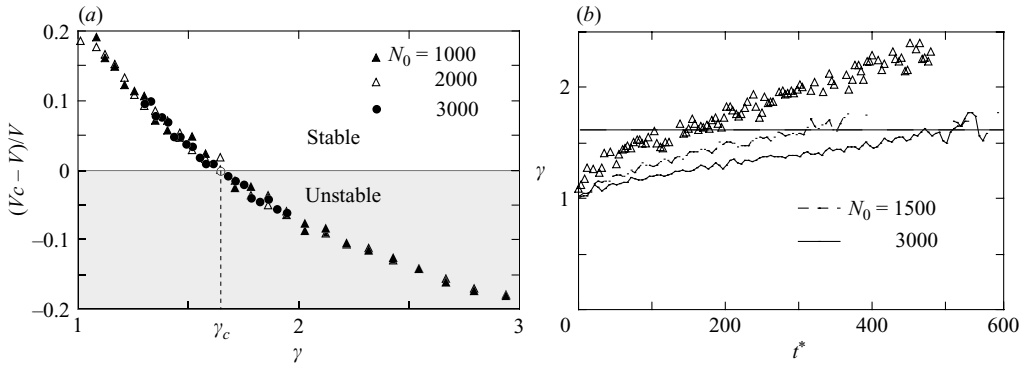 (a)
0.2
0.1
0
–0.1
–0.2
(Vc – V)/V
N0 = 1000
2000
3000
Stable
Unstable
1
γc
2
3
γ
(b)
2
1
γ
N0 = 1500
3000
0
200
400
600
t*